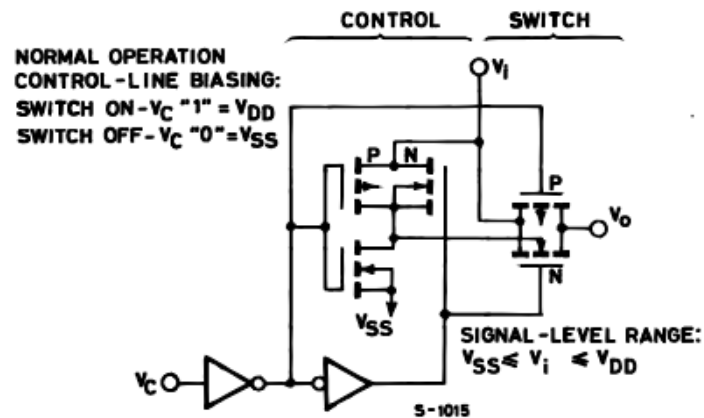 CONTROL SWITCH
NORMAL OPERATION
CONTROL-LINE BIASING:
SWITCH ON-VC "1" = VDD
SWITCH OFF-VC "0"=VSS
Vi
P N
P
Vo
N
VSS
SIGNAL-LEVEL RANGE:
VSS≤ Vi ≤ VDD
VC
S-1015